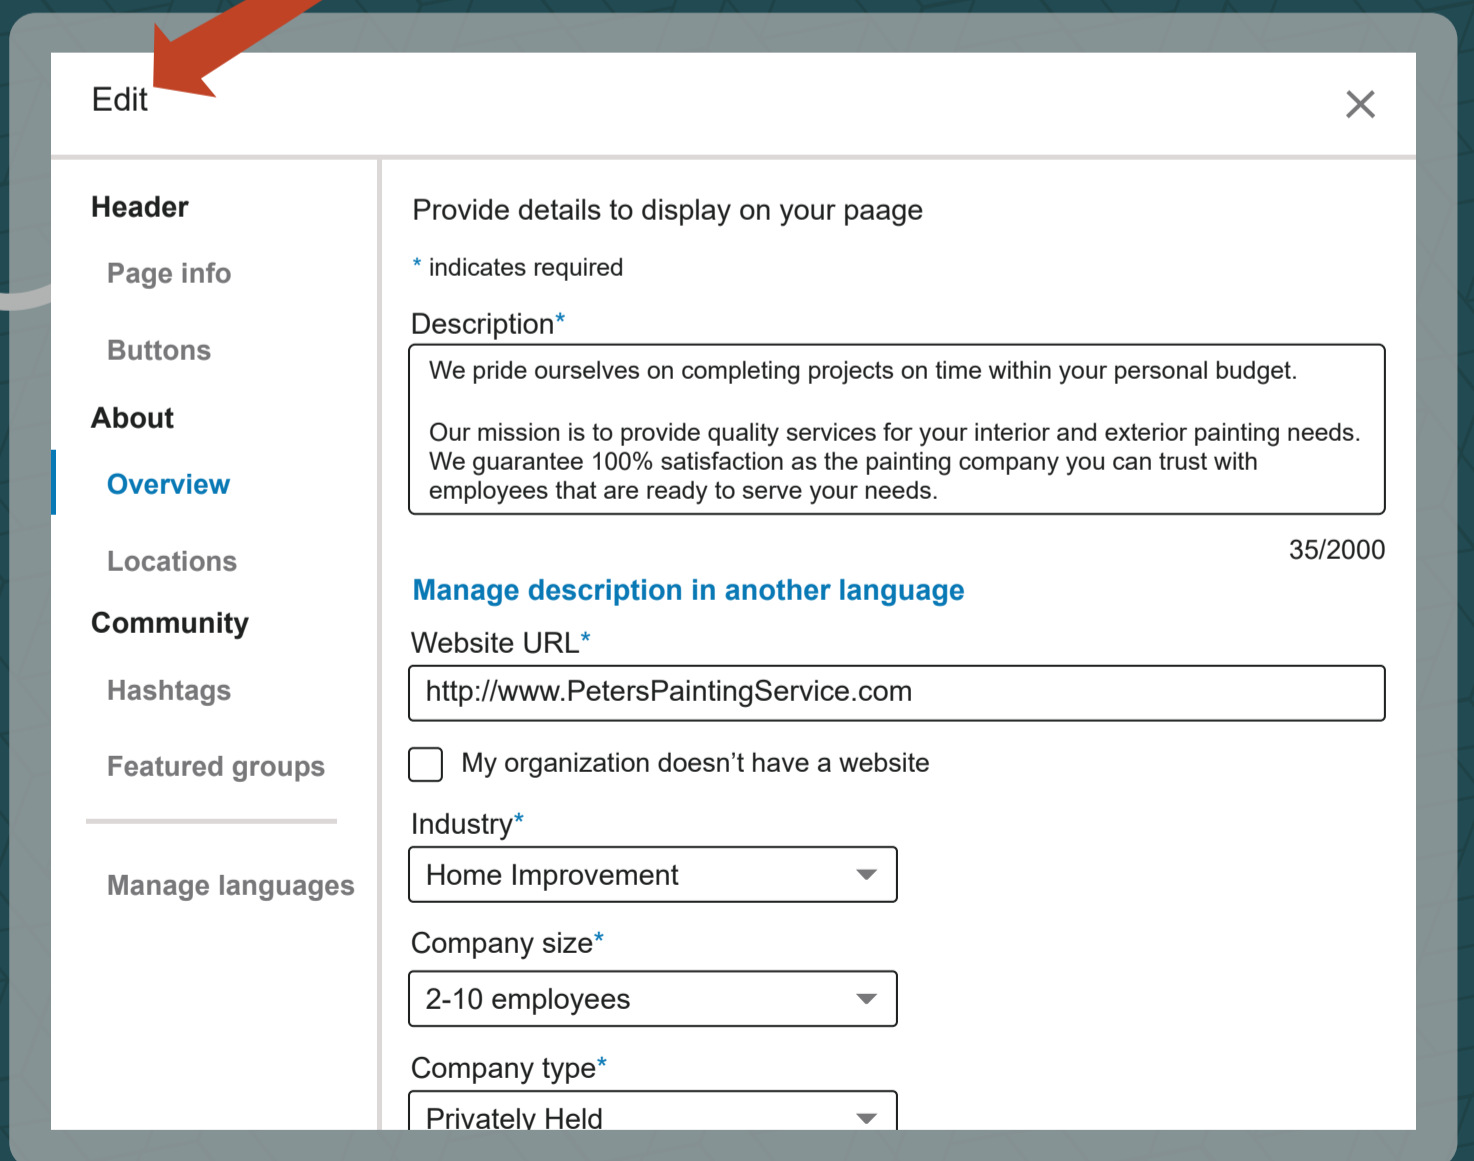 Edit
Header
Page info
Buttons
About
Overview
Locations
Community
Hashtags
Featured groups
Manage languages
Provide details to display on your paage
* indicates required
Description*
We pride ourselves on completing projects on time within your personal budget.
Our mission is to provide quality services for your interior and exterior painting needs.
We guarantee 100% satisfaction as the painting company you can trust with
employees that are ready to serve your needs.
35/2000
Manage description in another language
Website URL*
http://www.PetersPaintingService.com
My organization doesn’t have a website
Industry*
Home Improvement
Company size*
2-10 employees
Company type*
Privately Held